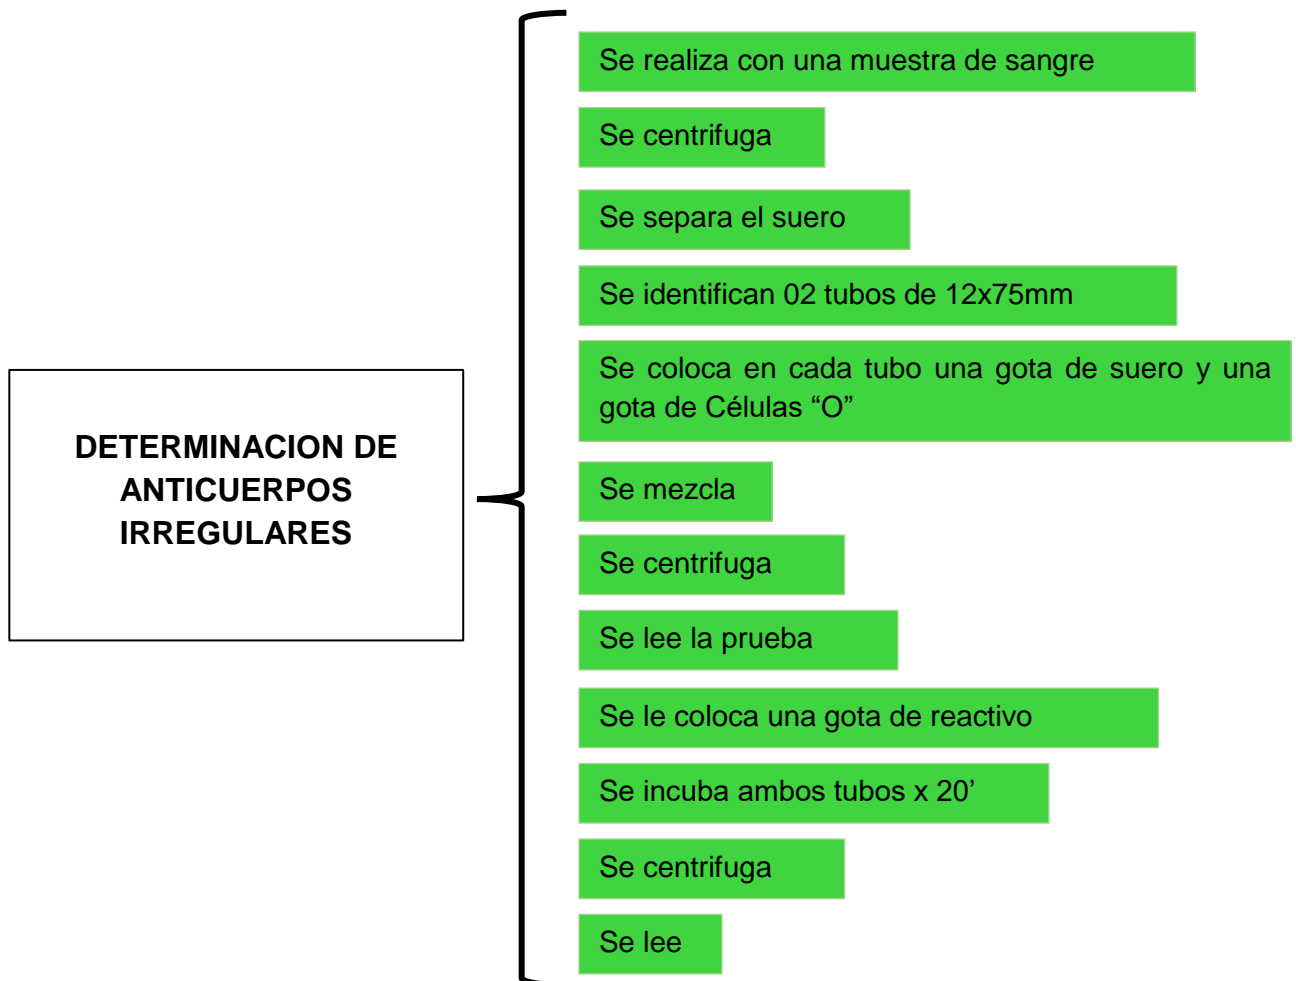 DETERMINACION DE
ANTICUERPOS
IRREGULARES
Se realiza con una muestra de sangre
Se centrifuga
Se separa el suero
Se identifican 02 tubos de 12x75mm
Se coloca en cada tubo una gota de suero y una
gota de Células “O”
Se mezcla
Se centrifuga
Se lee la prueba
Se le coloca una gota de reactivo
Se incuba ambos tubos x 20’
Se centrifuga
Se lee